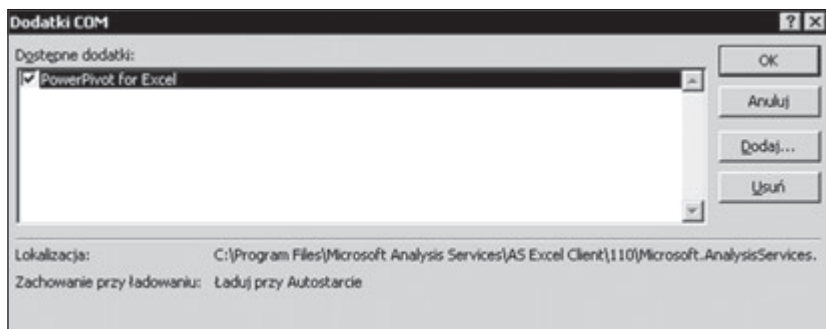 Dodatki COM
Dostępne dodatki:
PowerPivot for Excel
OK
Anuluj
Dodaj...
Usuń
Lokalizacja: C:\Program Files\Microsoft Analysis Services\AS Excel Client\110\Microsoft.AnalysisServices.
Zachowanie przy ładowaniu: Ładuj przy Autostarcie